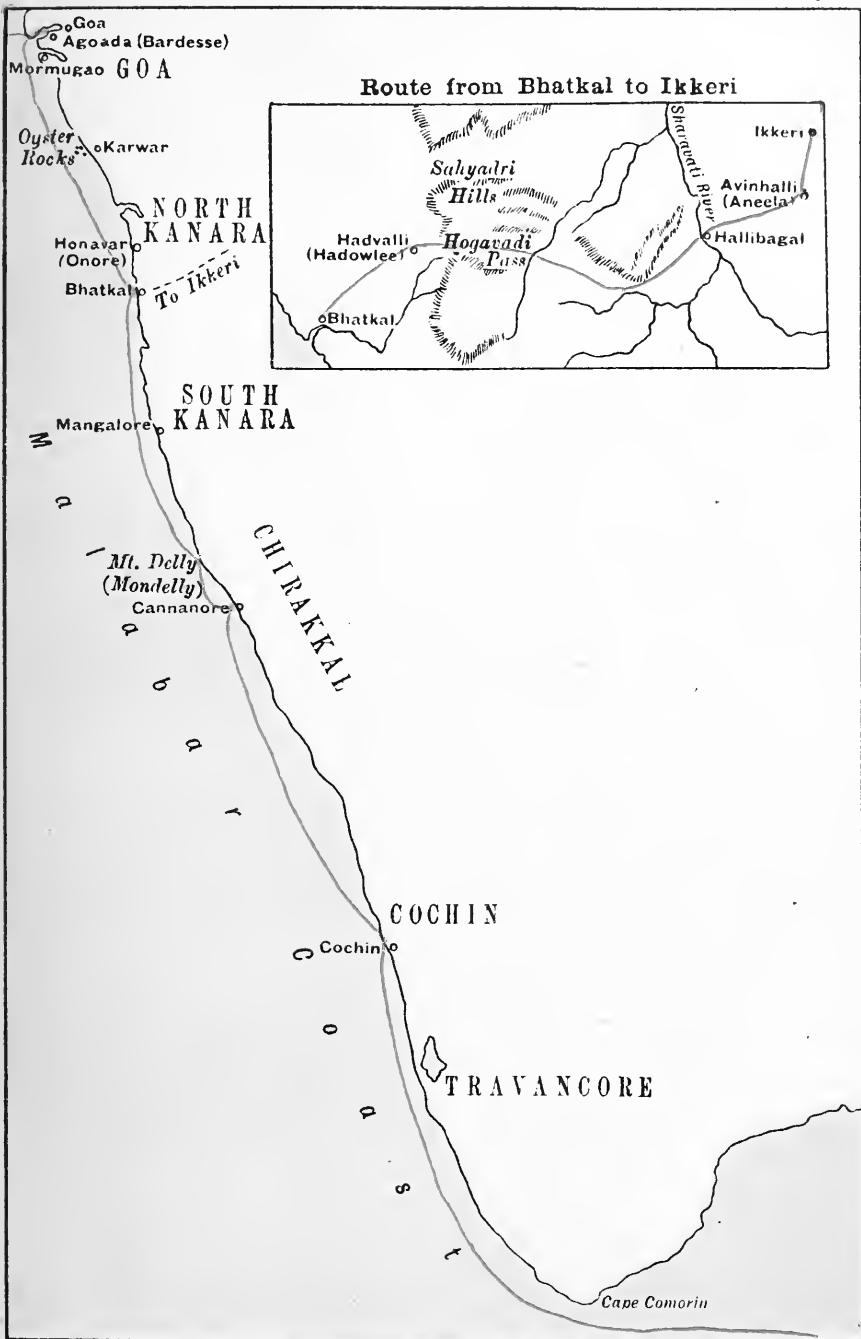 Goa
Agoada (Bardesse)
Mormugao GOA
Oyster
Rocks
Karwar
NORTH
KANARA
Honavar
(Onore)
Bhatkal
To Ikkeri
SOUTH
KANARA
Mangalore
Malabar Coast
Mt. Delly
(Mondelly)
Cannanore
CHIRAKKAL
COCHIN
Cochin
TRAVANCORE
Cape Comorin
Route from Bhatkal to Ikkeri
Sharavati River
Ikkeri
Sahyadri
Hills
Avinhalli
(Aneela)
Hallibagal
Hadvalli
(Hadowlee)
Hogavadi
Pass
Bhatkal